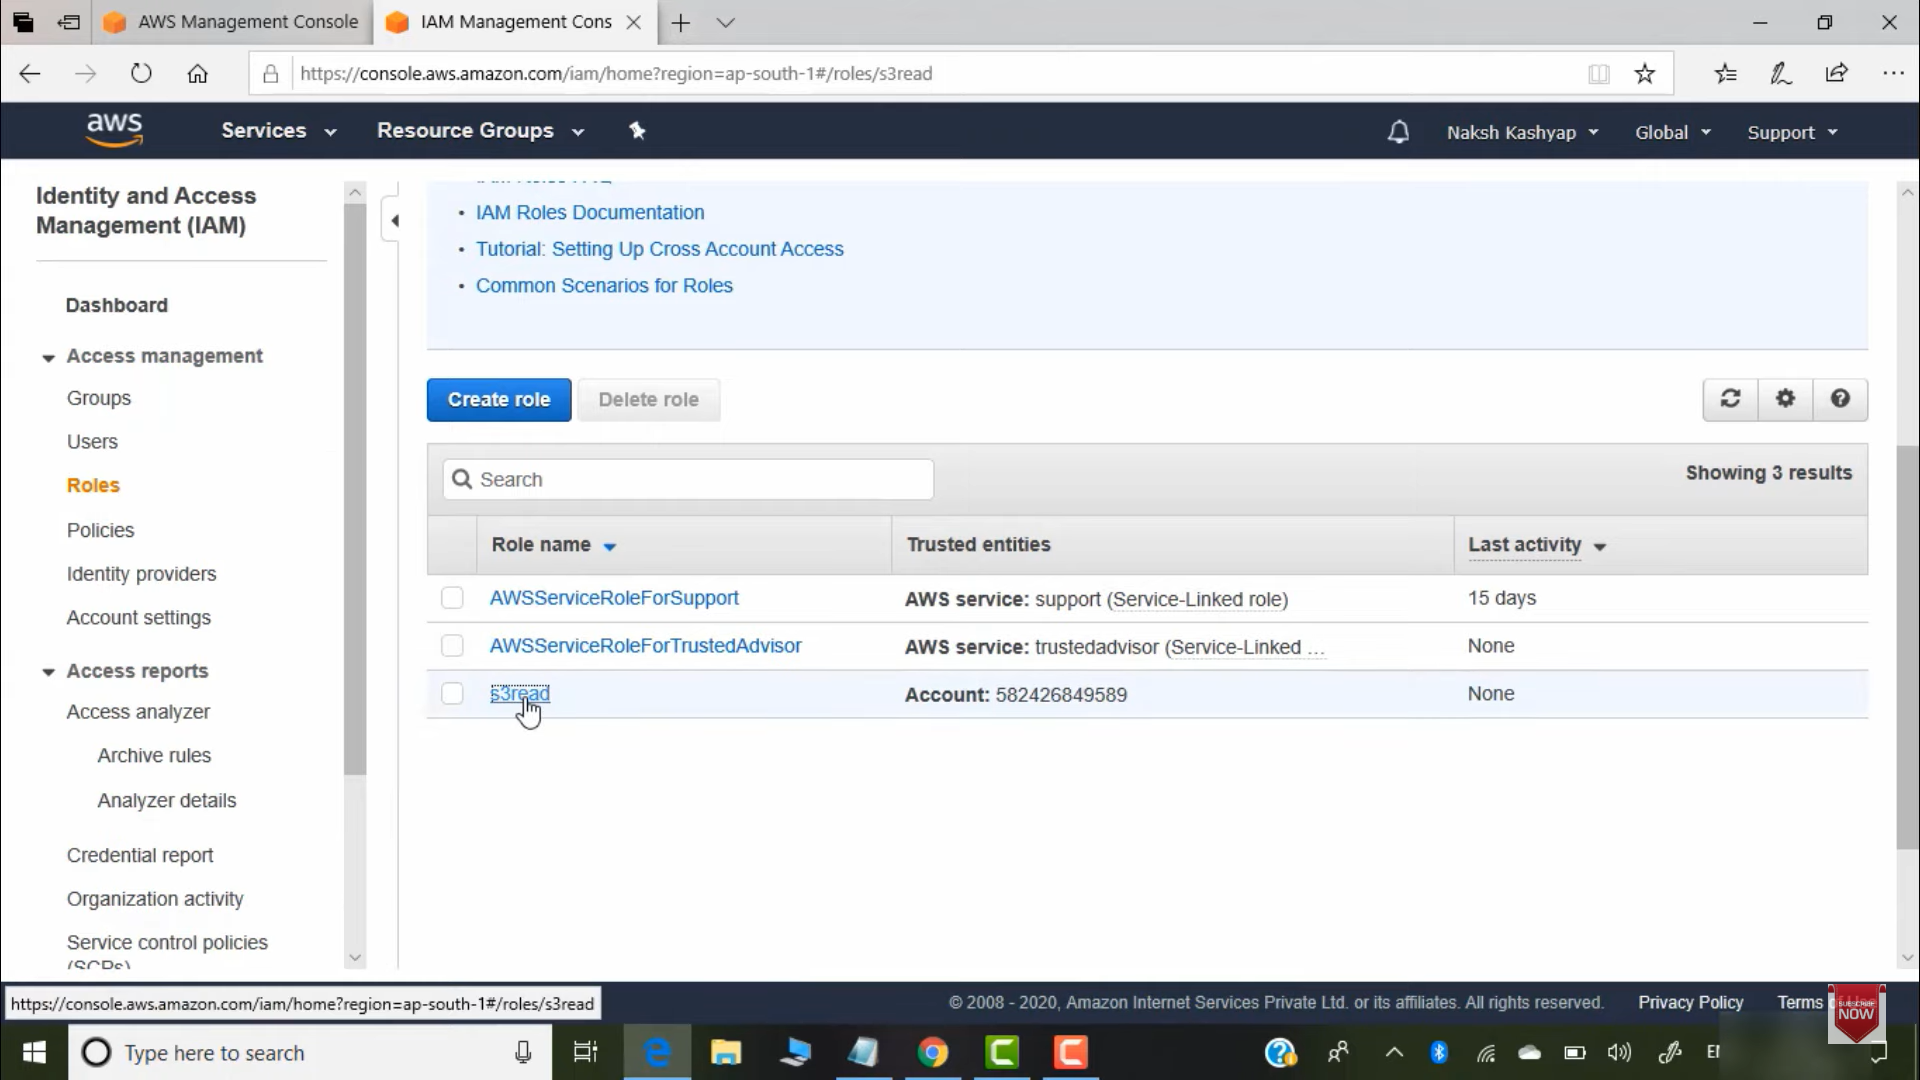 AWS Management Console
IAM Management Cons
https://console.aws.amazon.com/iam/home?region=ap-south-1#/roles/s3read
aws
Services
Resource Groups
Naksh Kashyap
Global
Support
Identity and Access
Management (IAM)
Dashboard
Access management
Groups
Users
Roles
Policies
Identity providers
Account settings
Access reports
Access analyzer
Archive rules
Analyzer details
Credential report
Organization activity
Service control policies
(SCPs)
• IAM Roles Documentation
• Tutorial: Setting Up Cross Account Access
• Common Scenarios for Roles
Create role
Delete role
Search
Showing 3 results
Role name
Trusted entities
Last activity
AWSServiceRoleForSupport
AWS service: support (Service-Linked role)
15 days
AWSServiceRoleForTrustedAdvisor
AWS service: trustedadvisor (Service-Linked ...
None
s3read
Account: 582426849589
None
https://console.aws.amazon.com/iam/home?region=ap-south-1#/roles/s3read
© 2008 - 2020, Amazon Internet Services Private Ltd. or its affiliates. All rights reserved.
Privacy Policy
Terms
SUBSCRIBE
NOW
Type here to search